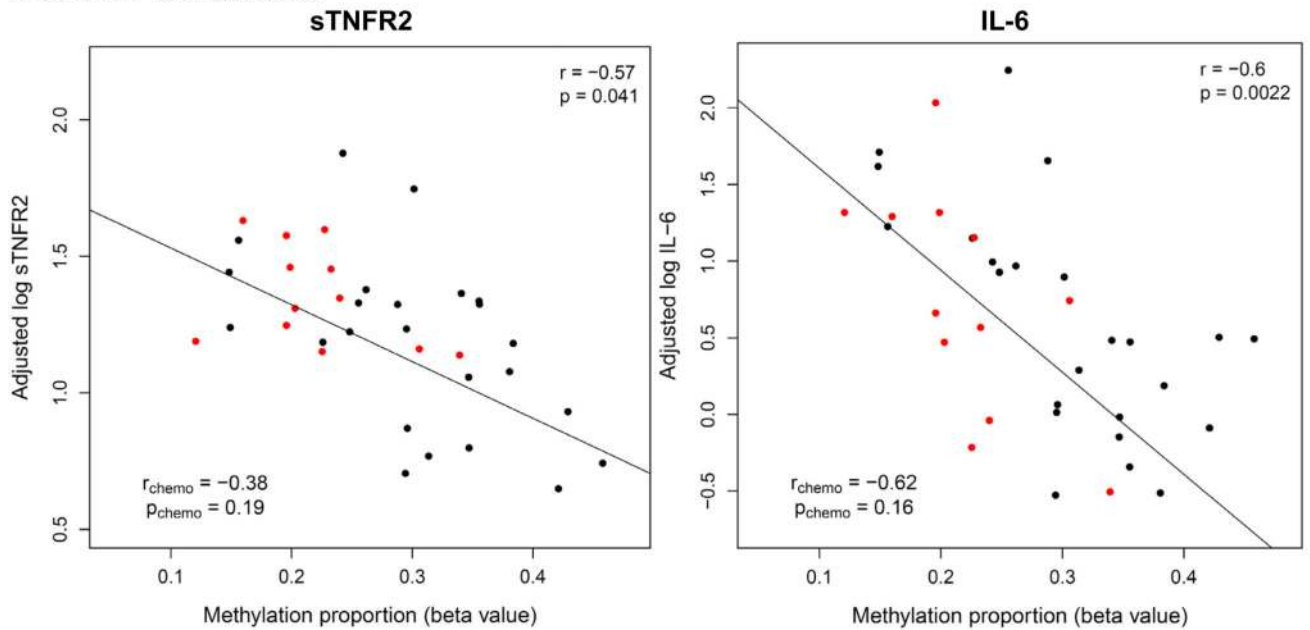 sTNFR2
r = −0.57
p = 0.041
Adjusted log sTNFR2
2.0
1.5
1.0
0.5
r_chemo = −0.38
p_chemo = 0.19
0.1 0.2 0.3 0.4
Methylation proportion (beta value)
IL-6
r = −0.6
p = 0.0022
Adjusted log IL−6
2.0
1.5
1.0
0.5
0.0
−0.5
r_chemo = −0.62
p_chemo = 0.16
0.1 0.2 0.3 0.4
Methylation proportion (beta value)